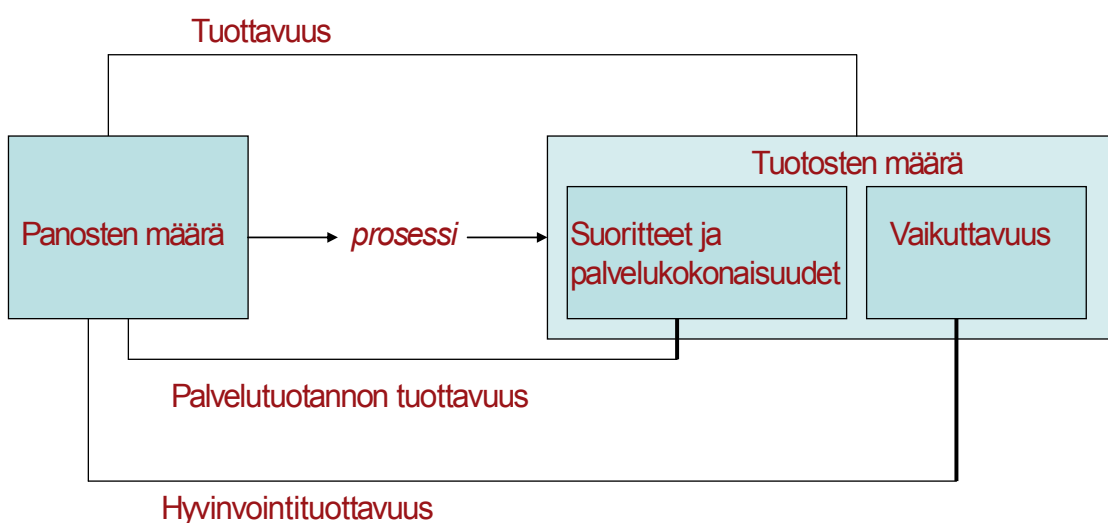 Tuottavuus
Tuotosten määrä
Panosten määrä
prosessi
Suoritteet ja
palvelukokonaisuudet
Vaikuttavuus
Palvelutuotannon tuottavuus
Hyvinvointituottavuus